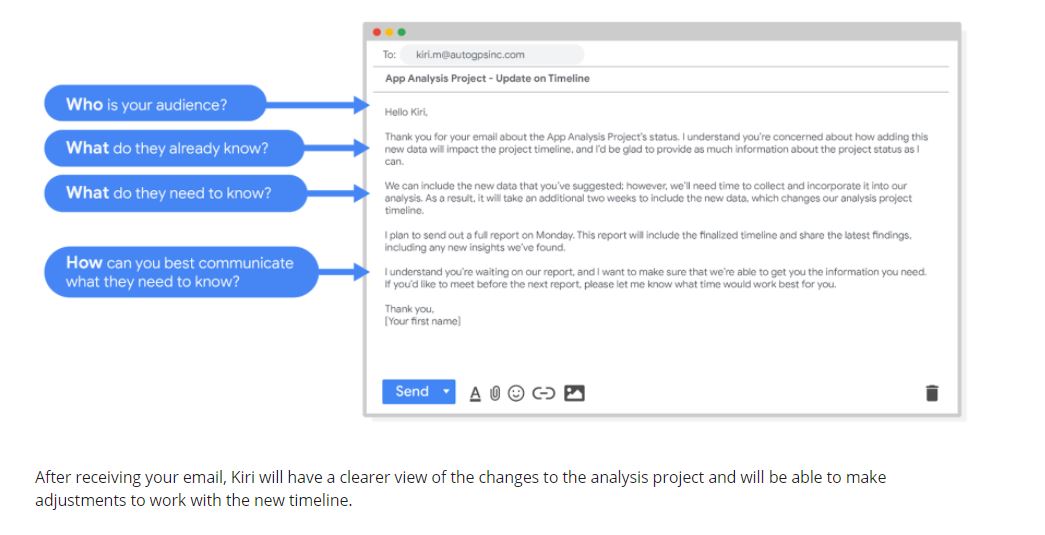 To: kiri.m@autogpsinc.com
App Analysis Project - Update on Timeline
Who is your audience?
Hello Kiri,
What do they already know?
Thank you for your email about the App Analysis Project's status. I understand you're concerned about how adding this
new data will impact the project timeline, and I'd be glad to provide as much information about the project status as I
can.
What do they need to know?
We can include the new data that you've suggested; however, we'll need time to collect and incorporate it into our
analysis. As a result, it will take an additional two weeks to include the new data, which changes our analysis project
timeline.
I plan to send out a full report on Monday. This report will include the finalized timeline and share the latest findings,
including any new insights we've found.
How can you best communicate
what they need to know?
I understand you're waiting on our report, and I want to make sure that we're able to get you the information you need.
If you'd like to meet before the next report, please let me know what time would work best for you.
Thank you,
[Your first name]
Send
A
After receiving your email, Kiri will have a clearer view of the changes to the analysis project and will be able to make
adjustments to work with the new timeline.